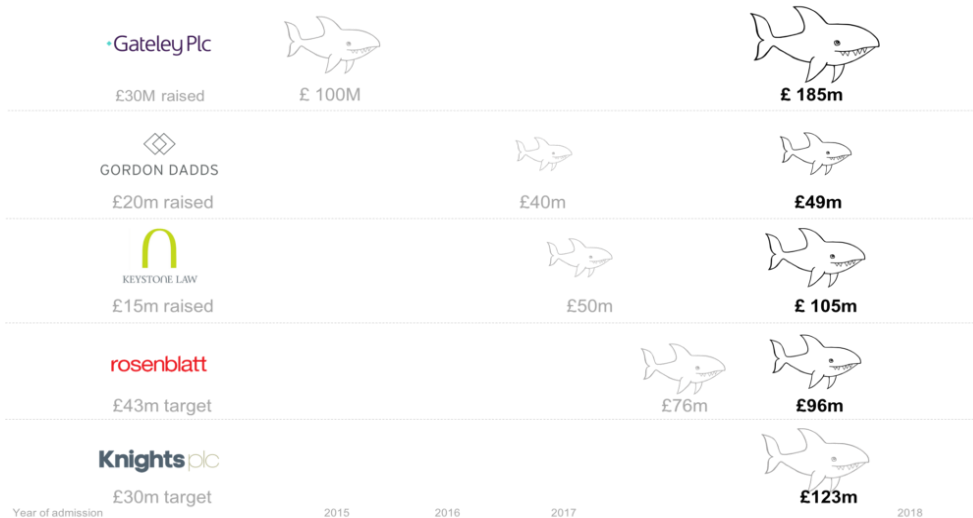 Gateley Plc
£30M raised £ 100M £ 185m
GORDON DADDS
£20m raised £40m £49m
KEYSTONE LAW
£15m raised £50m £ 105m
rosenblatt
£43m target £76m £96m
Knights plc
£30m target £123m
Year of admission 2015 2016 2017 2018